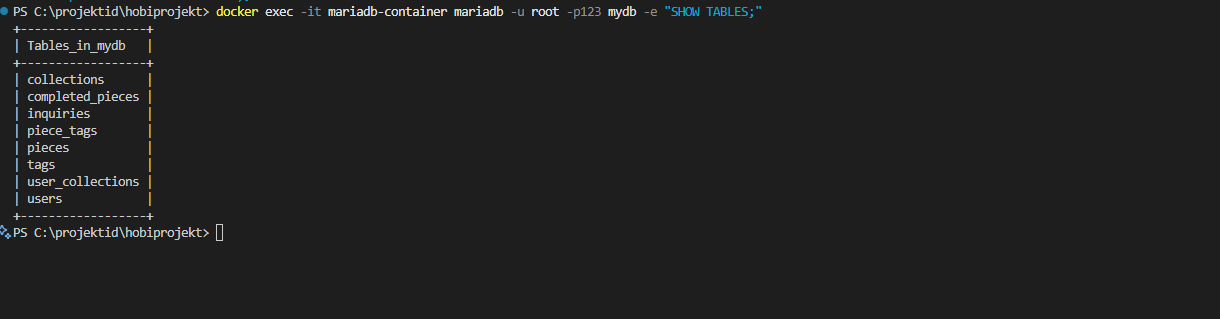 PS C:\projektid\hobiprojekt> docker exec -it mariadb-container mariadb -u root -p123 mydb -e "SHOW TABLES;"
+------------------+
| Tables_in_mydb   |
+------------------+
| collections      |
| completed_pieces |
| inquiries        |
| piece_tags       |
| pieces           |
| tags             |
| user_collections |
| users            |
+------------------+
PS C:\projektid\hobiprojekt>